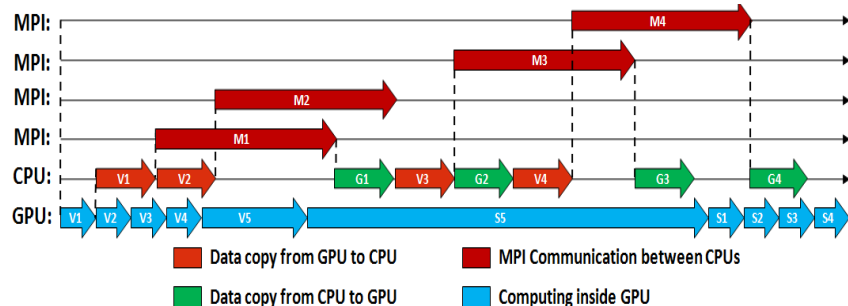 MPI: M4
MPI: M3
MPI: M2
MPI: M1
CPU: V1 V2 G1 V3 G2 V4 G3 G4
GPU: V1 V2 V3 V4 V5 S5 S1 S2 S3 S4
Data copy from GPU to CPU MPI Communication between CPUs
Data copy from CPU to GPU Computing inside GPU